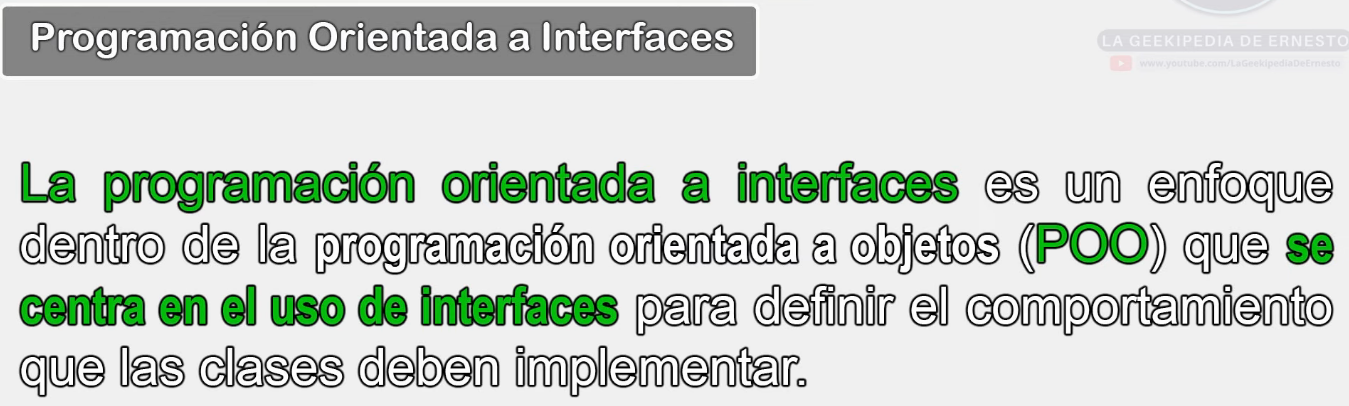 Programación Orientada a Interfaces
LA GEEKIPEDIA DE ERNESTO
www.youtube.com/LaGeekipediaDeErnesto
La programación orientada a interfaces es un enfoque
dentro de la programación orientada a objetos (POO) que se
centra en el uso de interfaces para definir el comportamiento
que las clases deben implementar.